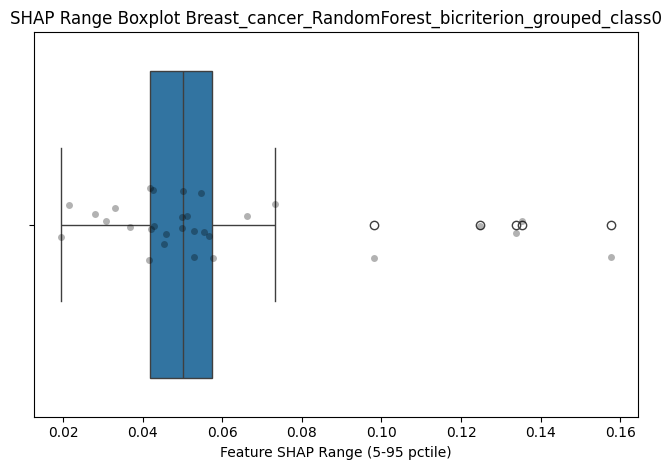 SHAP Range Boxplot Breast_cancer_RandomForest_bicriterion_grouped_class0
0.02 0.04 0.06 0.08 0.10 0.12 0.14 0.16
Feature SHAP Range (5-95 pctile)